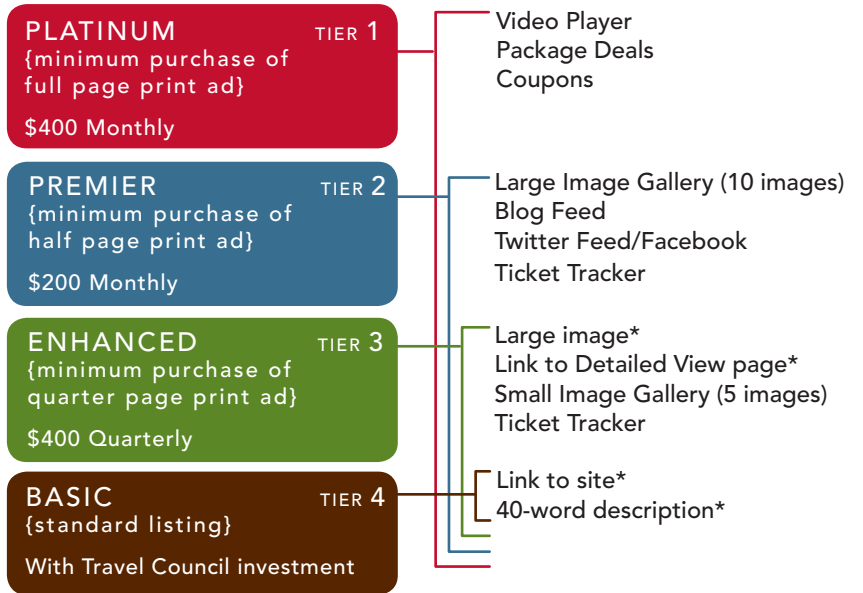 PLATINUM TIER 1
{minimum purchase of
full page print ad}
$400 Monthly
Video Player
Package Deals
Coupons
PREMIER TIER 2
{minimum purchase of
half page print ad}
$200 Monthly
Large Image Gallery (10 images)
Blog Feed
Twitter Feed/Facebook
Ticket Tracker
ENHANCED TIER 3
{minimum purchase of
quarter page print ad}
$400 Quarterly
Large image*
Link to Detailed View page*
Small Image Gallery (5 images)
Ticket Tracker
BASIC TIER 4
{standard listing}
With Travel Council investment
Link to site*
40-word description*